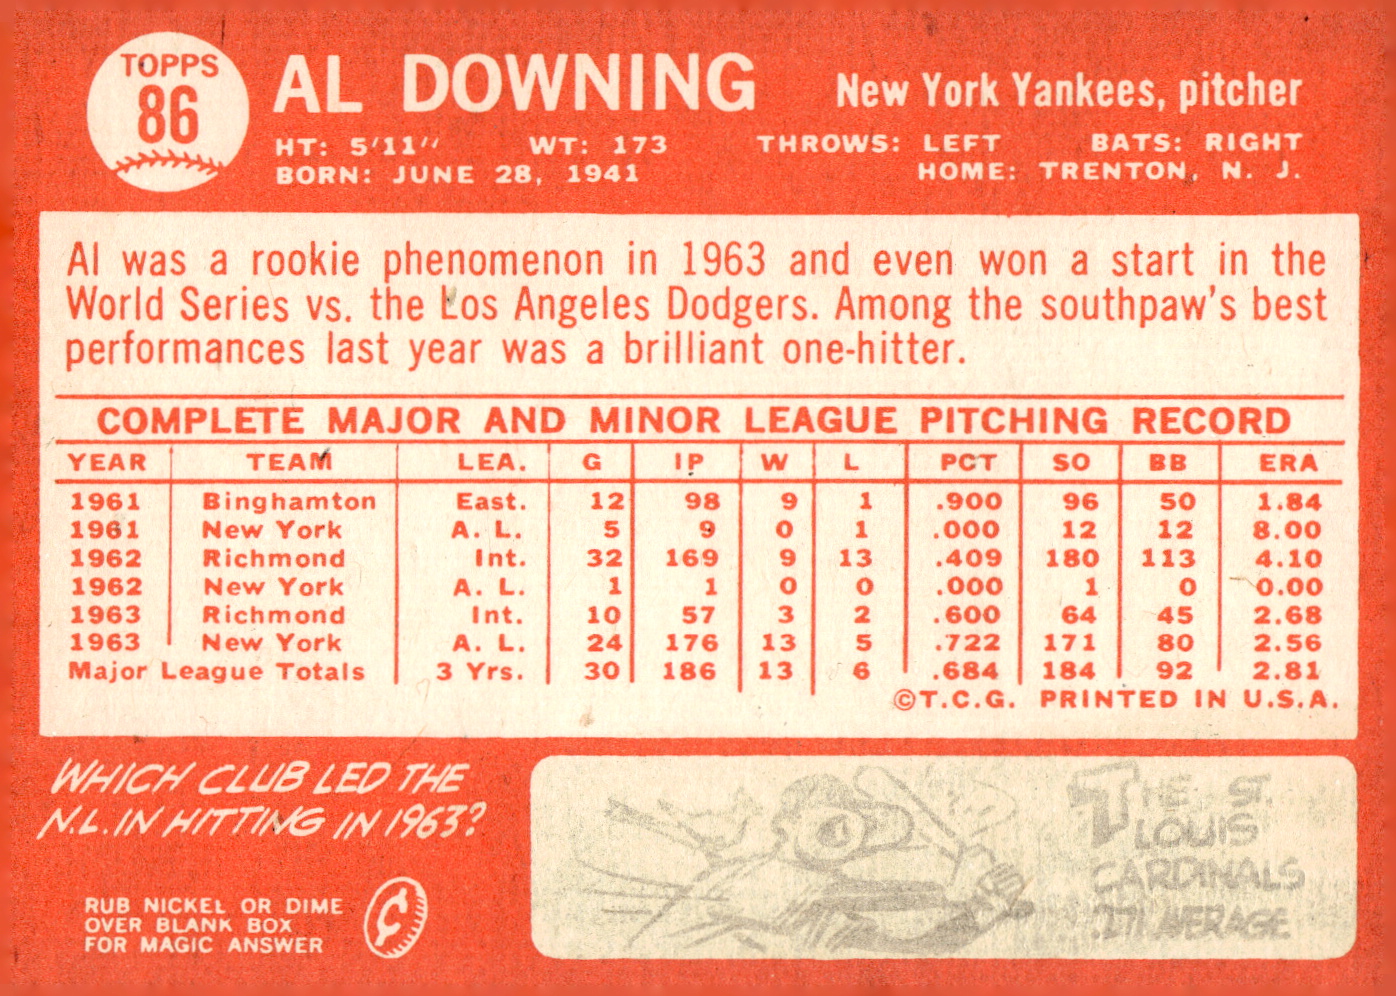 TOPPS
86
AL DOWNING
New York Yankees, pitcher
HT: 5'11" WT: 173 THROWS: LEFT BATS: RIGHT
BORN: JUNE 28, 1941 HOME: TRENTON, N. J.
Al was a rookie phenomenon in 1963 and even won a start in the
World Series vs. the Los Angeles Dodgers. Among the southpaw's best
performances last year was a brilliant one-hitter.
COMPLETE MAJOR AND MINOR LEAGUE PITCHING RECORD
YEAR TEAM LEA. G IP W L PCT SO BB ERA
1961 Binghamton East. 12 98 9 1 .900 96 50 1.84
1961 New York A. L. 5 9 0 1 .000 12 12 8.00
1962 Richmond Int. 32 169 9 13 .409 180 113 4.10
1962 New York A. L. 1 1 0 0 .000 1 0 0.00
1963 Richmond Int. 10 57 3 2 .600 64 45 2.68
1963 New York A. L. 24 176 13 5 .722 171 80 2.56
Major League Totals 3 Yrs. 30 186 13 6 .684 184 92 2.81
©T.C.G. PRINTED IN U.S.A.
WHICH CLUB LED THE
N.L. IN HITTING IN 1963?
RUB NICKEL OR DIME
OVER BLANK BOX
FOR MAGIC ANSWER
¢
THE ST.
LOUIS
CARDINALS
.271 AVERAGE